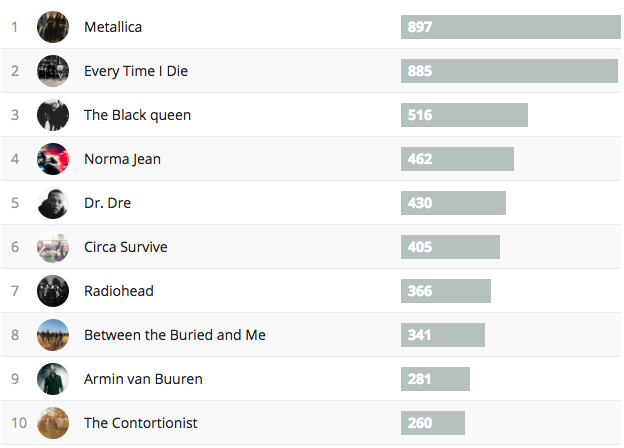 1 Metallica 897
2 Every Time I Die 885
3 The Black queen 516
4 Norma Jean 462
5 Dr. Dre 430
6 Circa Survive 405
7 Radiohead 366
8 Between the Buried and Me 341
9 Armin van Buuren 281
10 The Contortionist 260